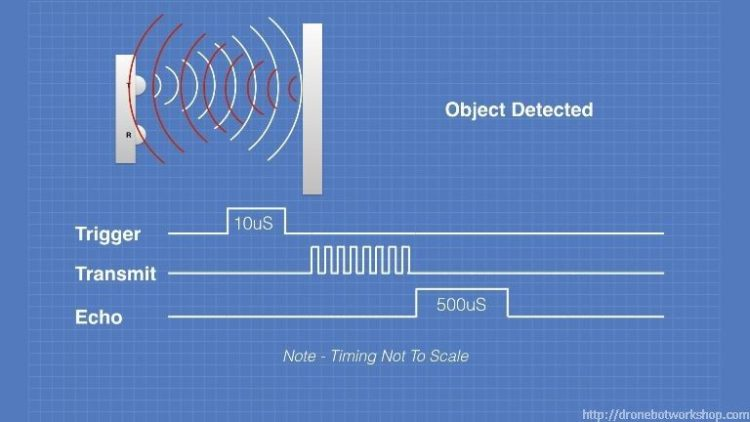 T
R
Object Detected
Trigger
10uS
Transmit
Echo
500uS
Note - Timing Not To Scale
http://dronebotworkshop.com